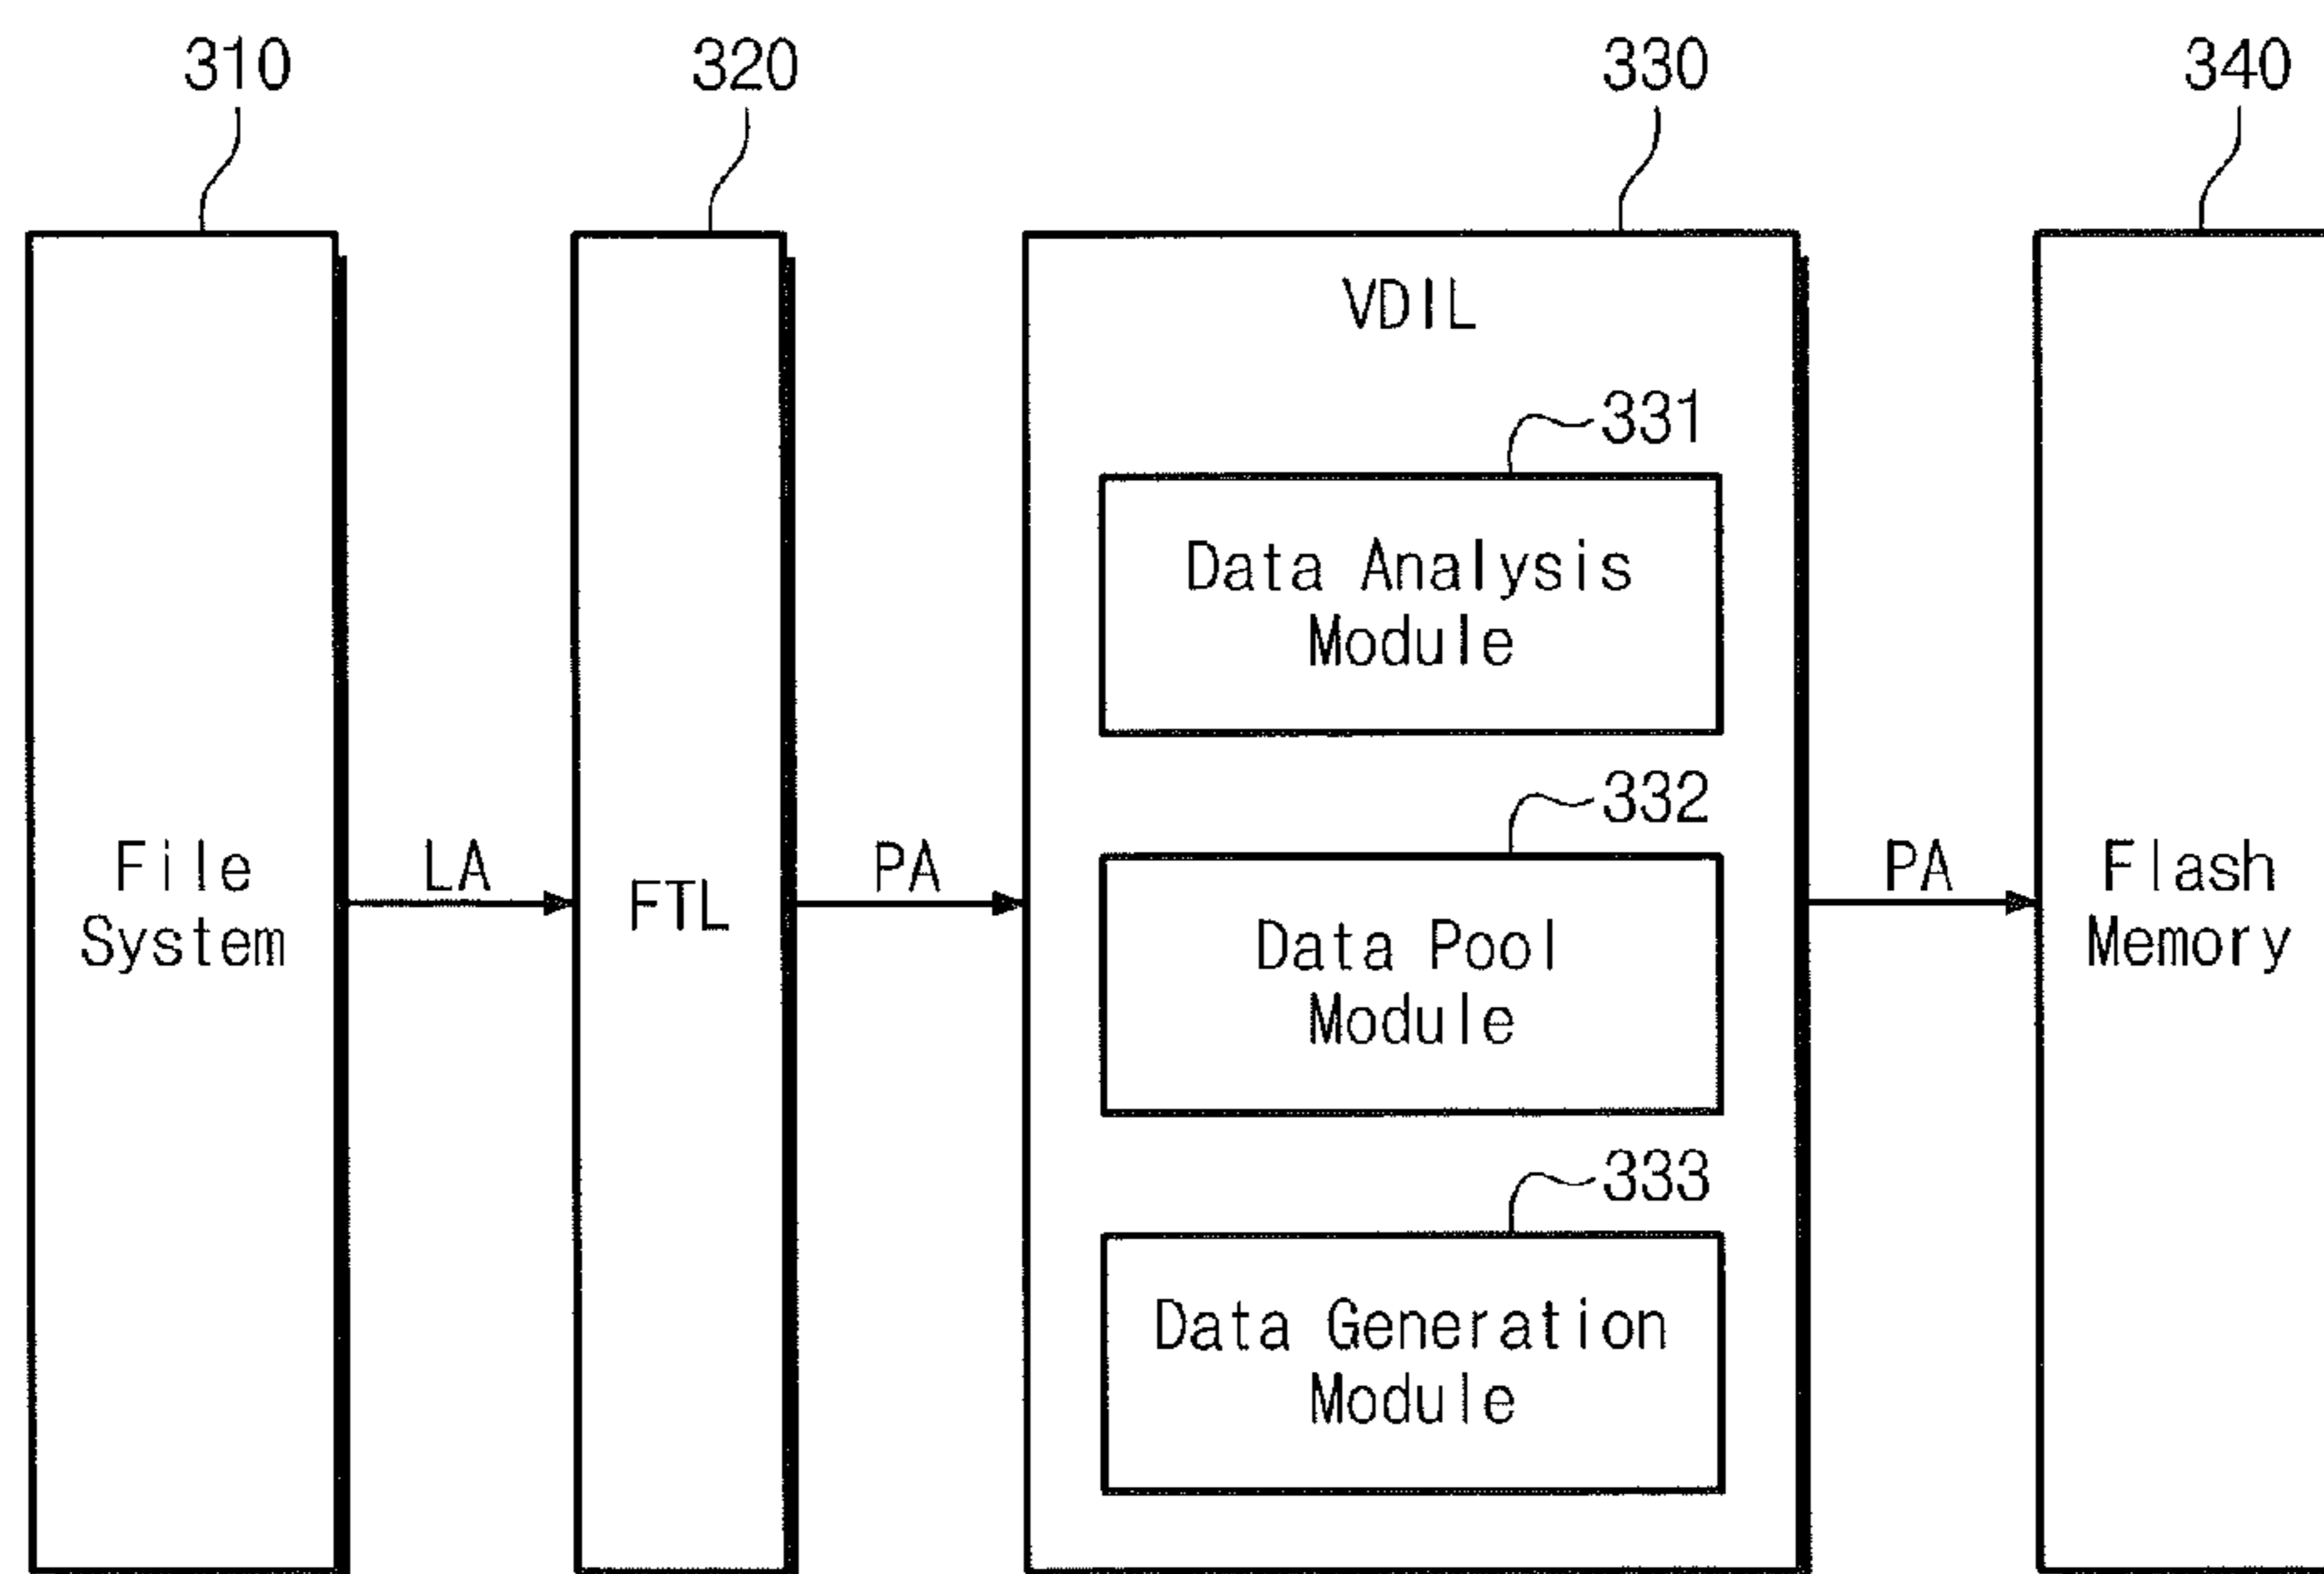 310
320
330
340
VDIL
331
Data Analysis
Module
332
File
System
LA
FTL
PA
Data Pool
Module
PA
Flash
Memory
333
Data Generation
Module